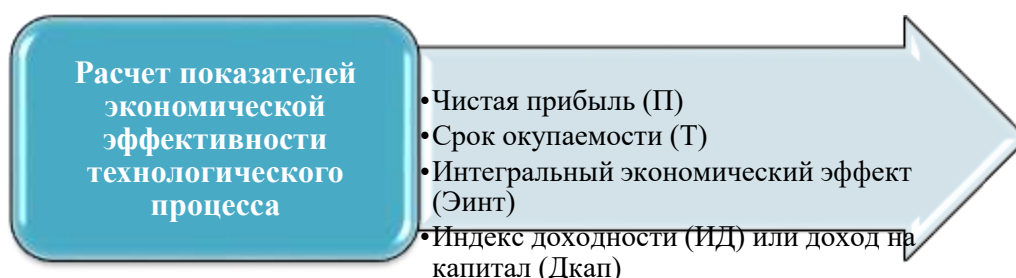 Расчет показателей
экономической
эффективности
технологического
процесса
•Чистая прибыль (П)
•Срок окупаемости (Т)
•Интегральный экономический эффект
(Эинт)
•Индекс доходности (ИД) или доход на
капитал (Дкап)